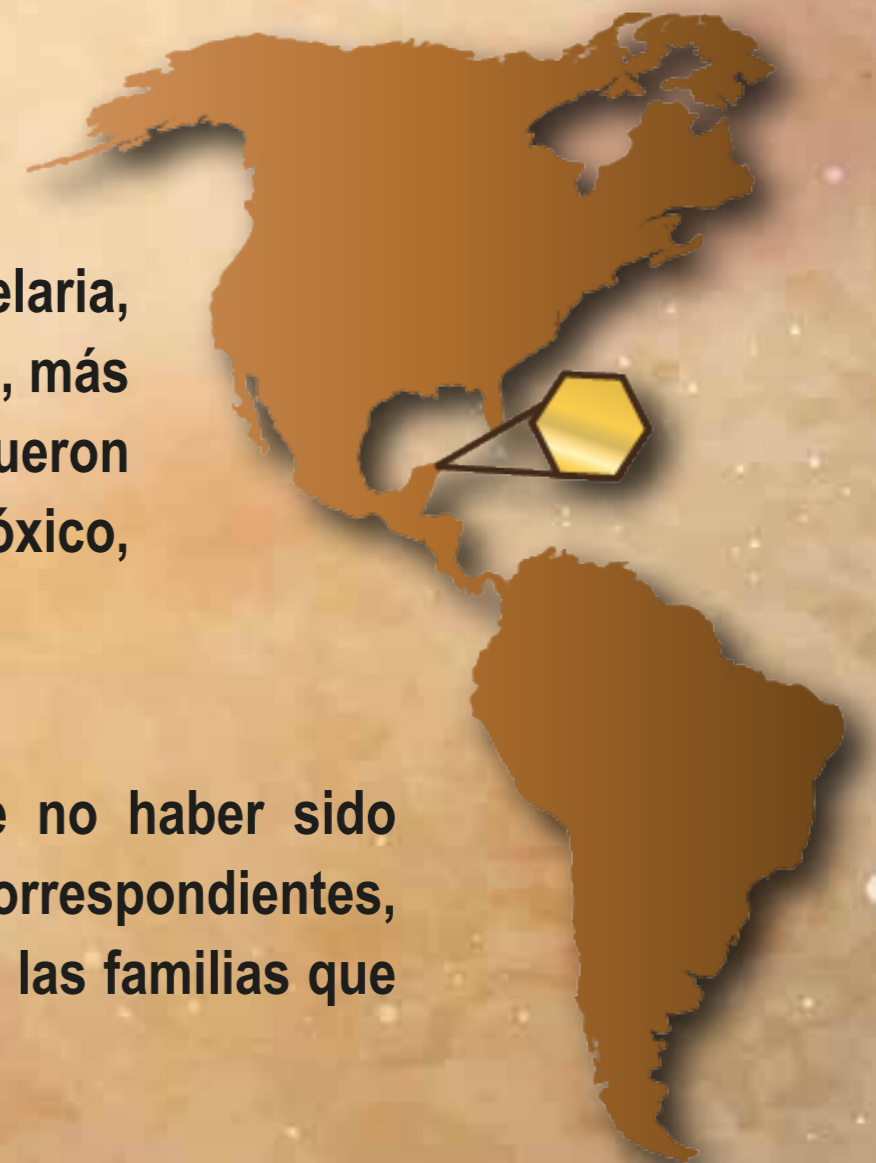 elaria,
, más
ueron
óxico,
e no haber sido
orrespondientes,
las familias que